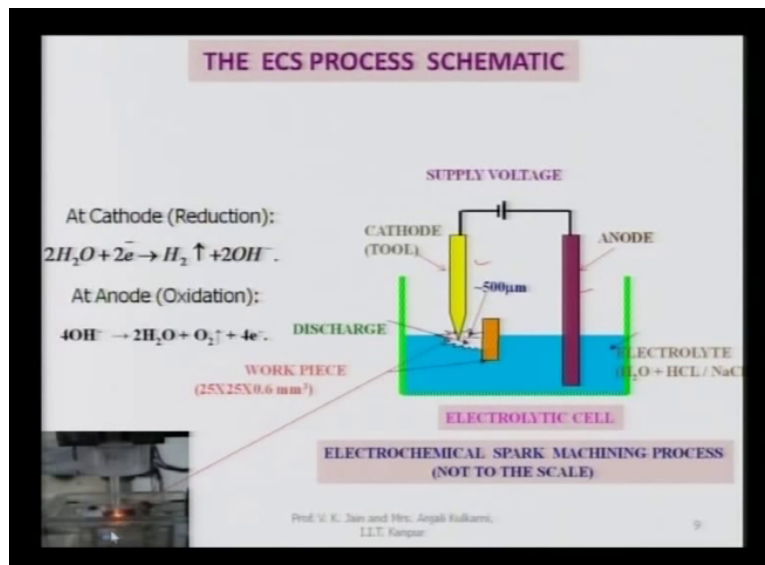 THE ECS PROCESS SCHEMATIC
SUPPLY VOLTAGE
At Cathode (Reduction):
2H₂O+2e̅ → H₂ ↑ +2OH⁻.
At Anode (Oxidation):
4OH⁻ → 2H₂O + O₂↑ + 4e⁻.
CATHODE
(TOOL)
ANODE
~500μm
DISCHARGE
WORK PIECE
(25X25X0.6 mm³)
ELECTROLYTE
(H₂O + HCL / NaCl
ELECTROLYTIC CELL
ELECTROCHEMICAL SPARK MACHINING PROCESS
(NOT TO THE SCALE)
Prof. V. K. Jain and Mrs. Anjali Kulkarni,
I.I.T. Kanpur
9